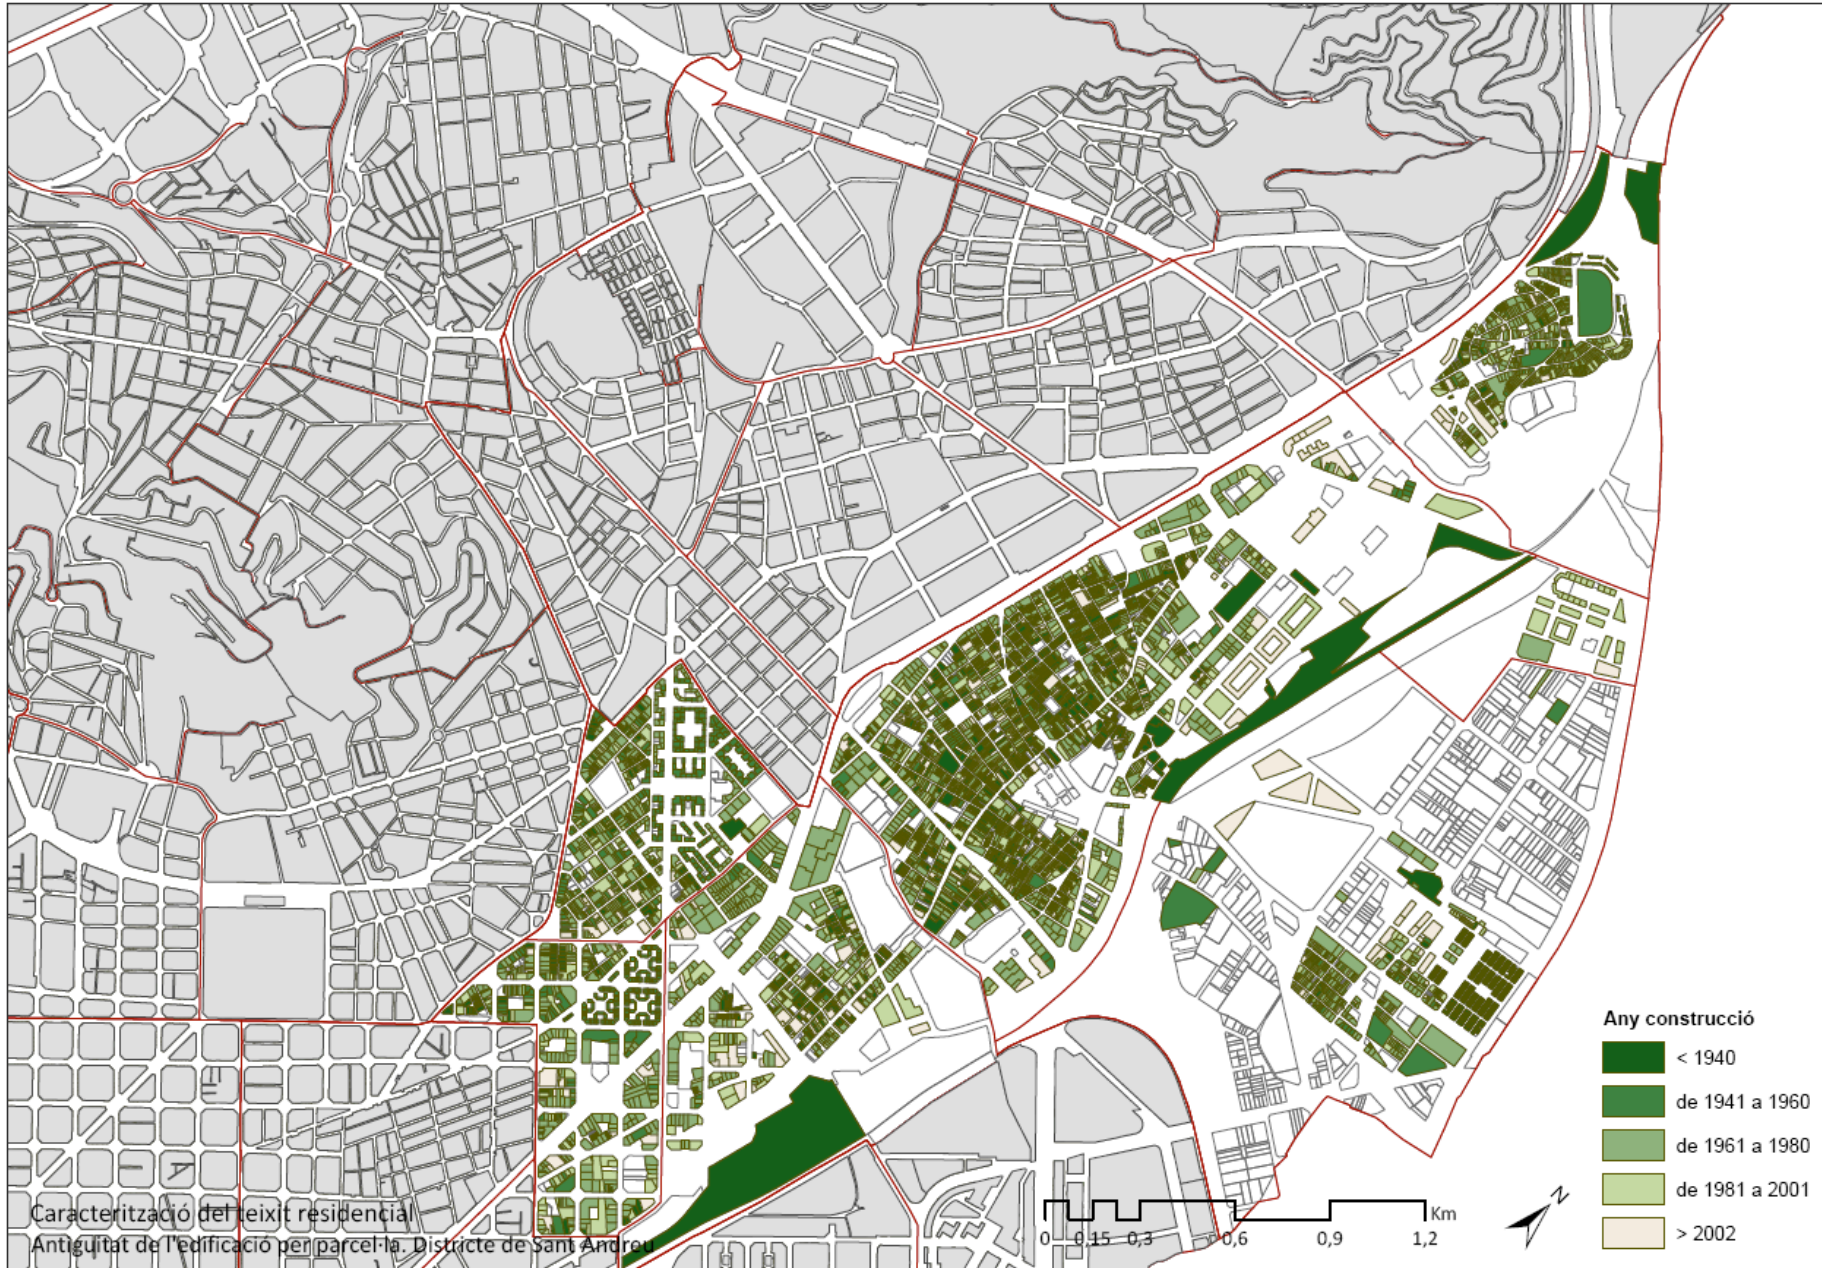 Any construcció
< 1940
de 1941 a 1960
de 1961 a 1980
de 1981 a 2001
> 2002
N
Km
0 0,15 0,3 0,6 0,9 1,2
Caracterització del teixit residencial
Antiguitat de l'edificació per parcel·la. Districte de Sant Andreu